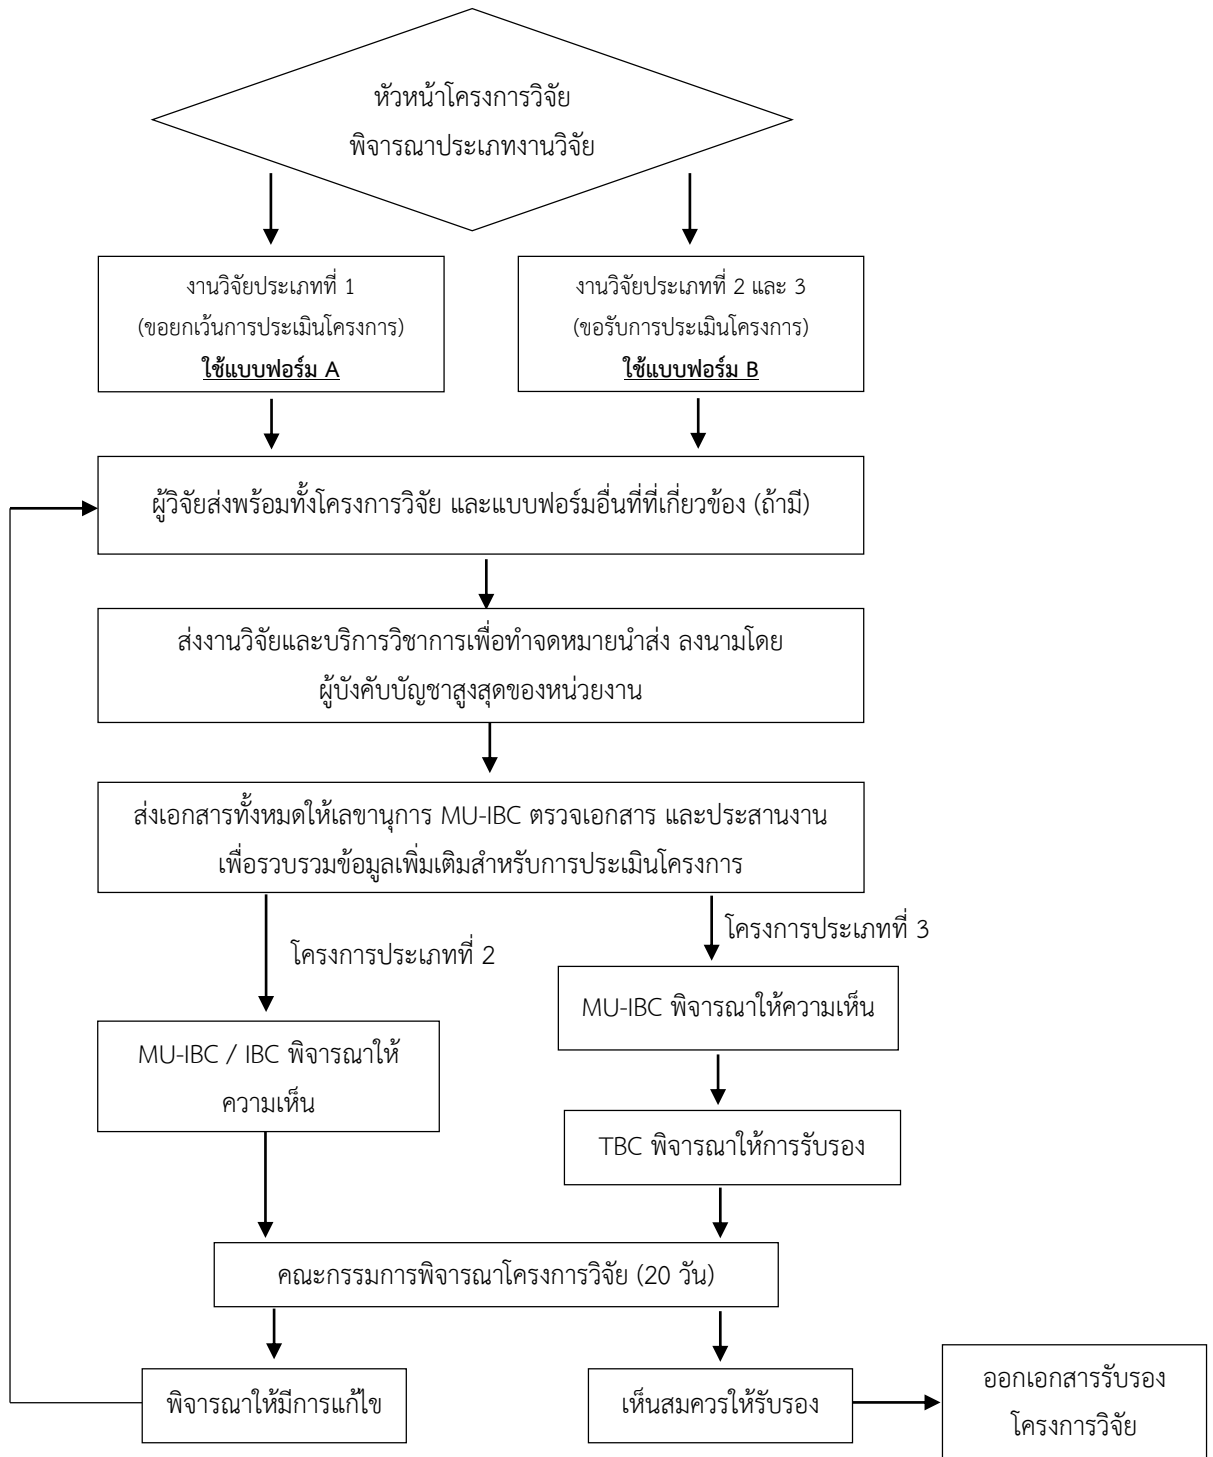 หัวหน้าโครงการวิจัย
พิจารณาประเภทงานวิจัย
งานวิจัยประเภทที่ 1
(ขอยกเว้นการประเมินโครงการ)
ใช้แบบฟอร์ม A
งานวิจัยประเภทที่ 2 และ 3
(ขอรับการประเมินโครงการ)
ใช้แบบฟอร์ม B
ผู้วิจัยส่งพร้อมทั้งโครงการวิจัย และแบบฟอร์มอื่นที่ที่เกี่ยวข้อง (ถ้ามี)
ส่งงานวิจัยและบริการวิชาการเพื่อทำจดหมายนำส่ง ลงนามโดย
ผู้บังคับบัญชาสูงสุดของหน่วยงาน
ส่งเอกสารทั้งหมดให้เลขานุการ MU-IBC ตรวจเอกสาร และประสานงาน
เพื่อรวบรวมข้อมูลเพิ่มเติมสำหรับการประเมินโครงการ
โครงการประเภทที่ 2
โครงการประเภทที่ 3
MU-IBC / IBC พิจารณาให้
ความเห็น
MU-IBC พิจารณาให้ความเห็น
TBC พิจารณาให้การรับรอง
คณะกรรมการพิจารณาโครงการวิจัย (20 วัน)
พิจารณาให้มีการแก้ไข
เห็นสมควรให้รับรอง
ออกเอกสารรับรอง
โครงการวิจัย